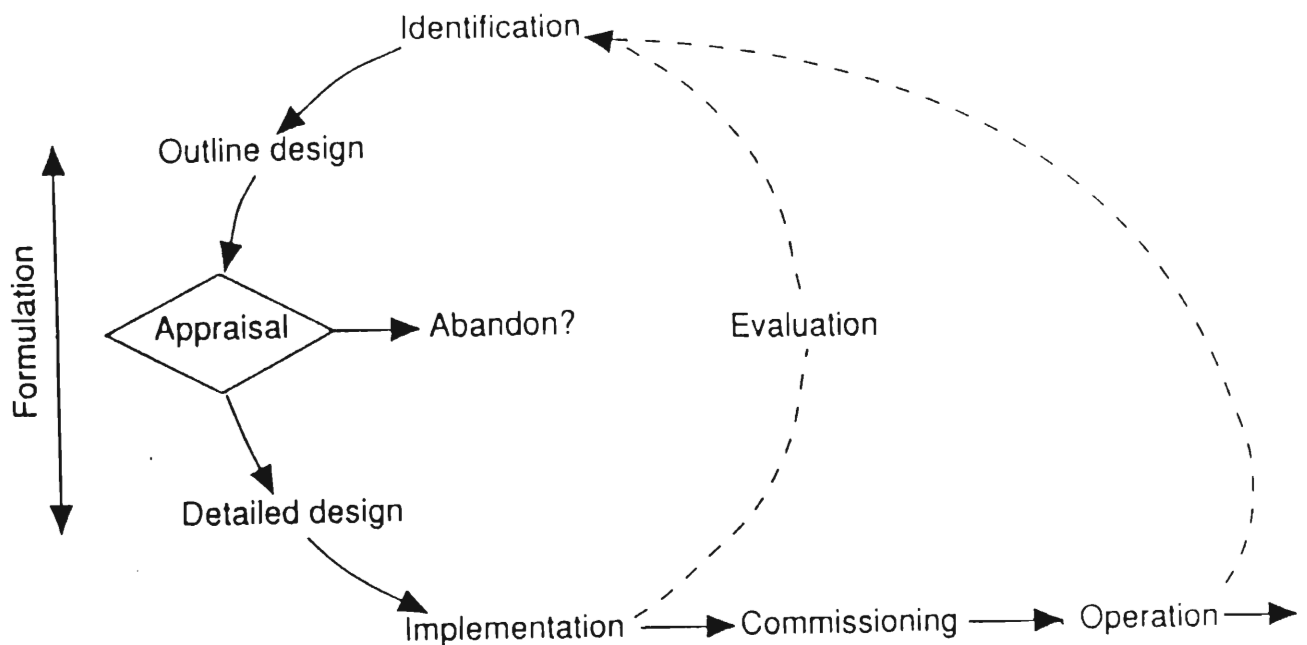 Identification
Outline design
Formulation
Appraisal
Abandon?
Evaluation
Detailed design
Implementation
Commissioning
Operation